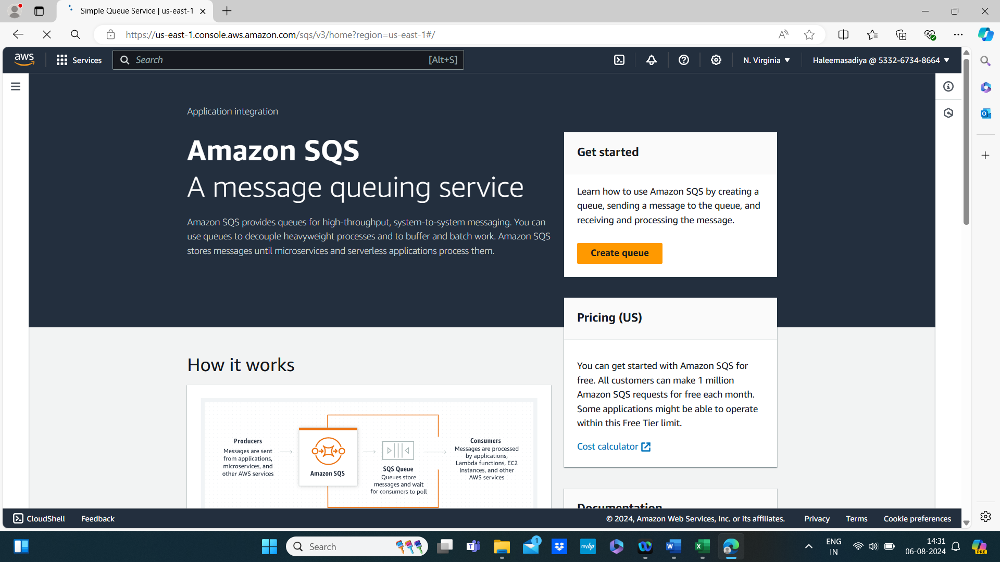 Simple Queue Service | us-east-1
https://us-east-1.console.aws.amazon.com/sqs/v3/home?region=us-east-1#/
aws
Services
Search
[Alt+S]
N. Virginia
Haleemasadiya @ 5332-6734-8664
Application integration
Amazon SQS
A message queuing service
Amazon SQS provides queues for high-throughput, system-to-system messaging. You can
use queues to decouple heavyweight processes and to buffer and batch work. Amazon SQS
stores messages until microservices and serverless applications process them.
Get started
Learn how to use Amazon SQS by creating a
queue, sending a message to the queue, and
receiving and processing the message.
Create queue
Pricing (US)
You can get started with Amazon SQS for
free. All customers can make 1 million
Amazon SQS requests for free each month.
Some applications might be able to operate
within this Free Tier limit.
Cost calculator
Documentation
How it works
Producers
Messages are sent
from applications,
microservices, and
other AWS services
Amazon SQS
SQS Queue
Queues store
messages and wait
for consumers to poll
Consumers
Messages are processed
by applications,
Lambda functions, EC2
Instances, and other
AWS services
CloudShell
Feedback
© 2024, Amazon Web Services, Inc. or its affiliates.
Privacy
Terms
Cookie preferences
Search
1
myhp
ENG
IN
14:31
06-08-2024
PRE